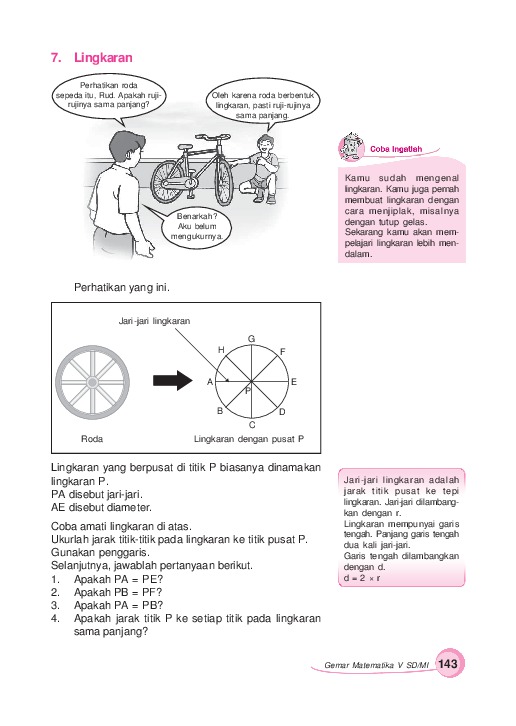 7. Lingkaran
Perhatikan roda
sepeda itu, Rud. Apakah ruji-
rujinya sama panjang?
Oleh karena roda berbentuk
lingkaran, pasti ruji-rujinya
sama panjang.
Benarkah?
Aku belum
mengukurnya.
Coba Ingatlah
Kamu sudah mengenal
lingkaran. Kamu juga pernah
membuat lingkaran dengan
cara menjiplak, misalnya
dengan tutup gelas.
Sekarang kamu akan mem-
pelajari lingkaran lebih men-
dalam.
Perhatikan yang ini.
Jari-jari lingkaran
G
H
F
A
P
E
B
D
C
Roda
Lingkaran dengan pusat P
Lingkaran yang berpusat di titik P biasanya dinamakan
lingkaran P.
PA disebut jari-jari.
AE disebut diameter.
Coba amati lingkaran di atas.
Ukurlah jarak titik-titik pada lingkaran ke titik pusat P.
Gunakan penggaris.
Selanjutnya, jawablah pertanyaan berikut.
1. Apakah PA = PE?
2. Apakah PB = PF?
3. Apakah PA = PB?
4. Apakah jarak titik P ke setiap titik pada lingkaran
sama panjang?
Jari-jari lingkaran adalah
jarak titik pusat ke tepi
lingkaran. Jari-jari dilambang-
kan dengan r.
Lingkaran mempunyai garis
tengah. Panjang garis tengah
dua kali jari-jari.
Garis tengah dilambangkan
dengan d.
d = 2 × r
Gemar Matematika V SD/MI 143